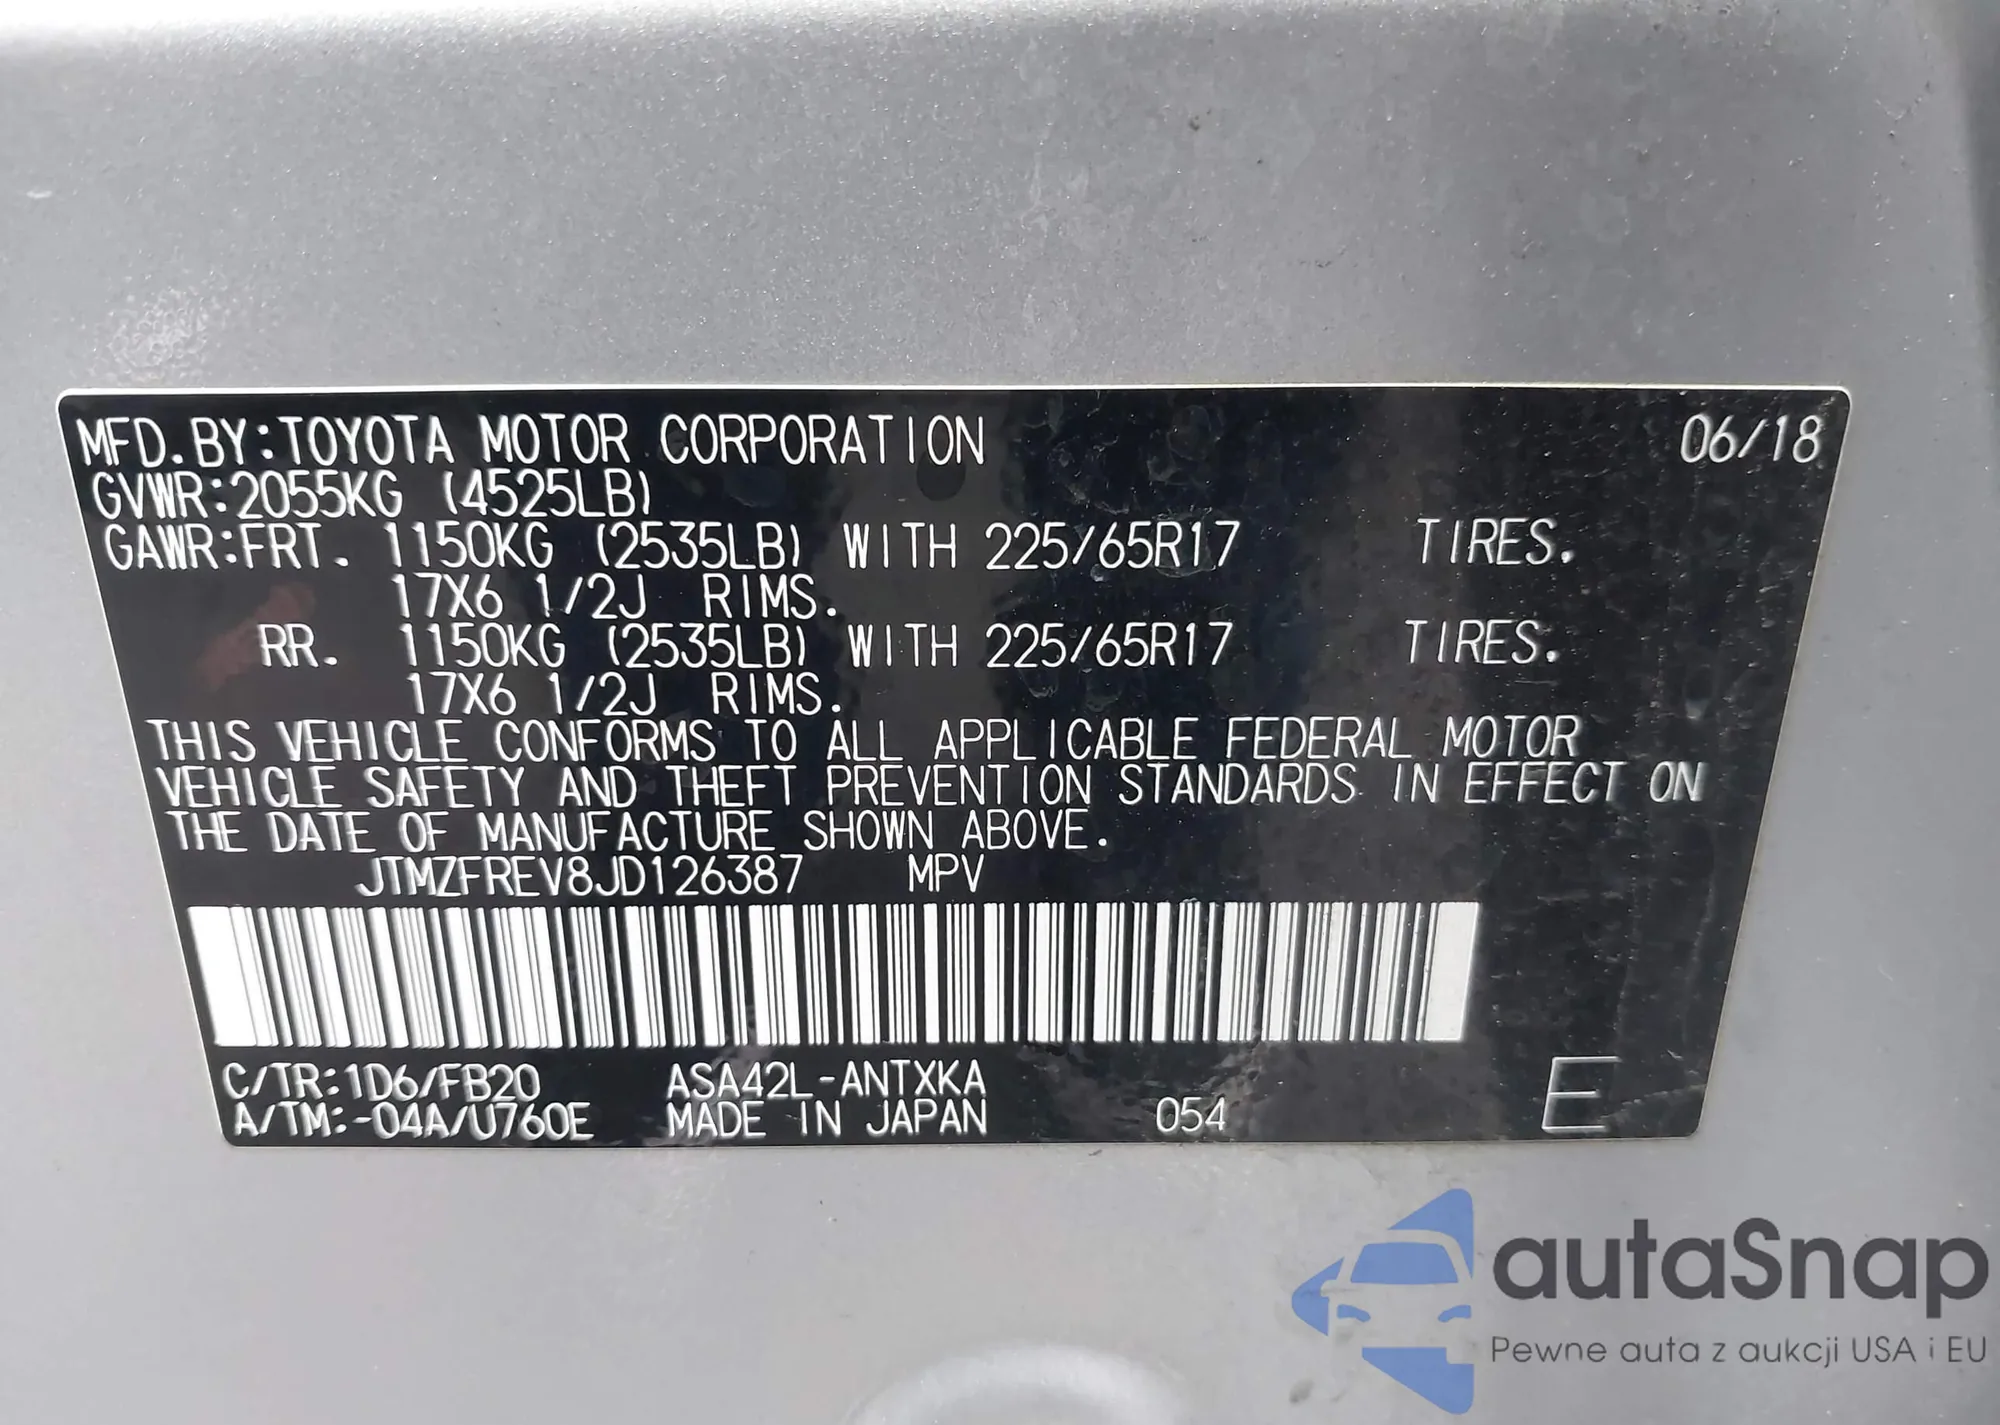 MFD.BY:TOYOTA MOTOR CORPORATION 06/18
GVWR:2055KG (4525LB)
GAWR:FRT. 1150KG (2535LB) WITH 225/65R17 TIRES.
17X6 1/2J RIMS.
RR. 1150KG (2535LB) WITH 225/65R17 TIRES.
17X6 1/2J RIMS.
THIS VEHICLE CONFORMS TO ALL APPLICABLE FEDERAL MOTOR
VEHICLE SAFETY AND THEFT PREVENTION STANDARDS IN EFFECT ON
THE DATE OF MANUFACTURE SHOWN ABOVE.
JTMZFREV8JD126387 MPV
C/TR:1D6/FB20 ASA42L-ANTXKA
A/TM:-04A/U760E MADE IN JAPAN 054 E
autaSnap
Pewne auta z aukcji USA i EU